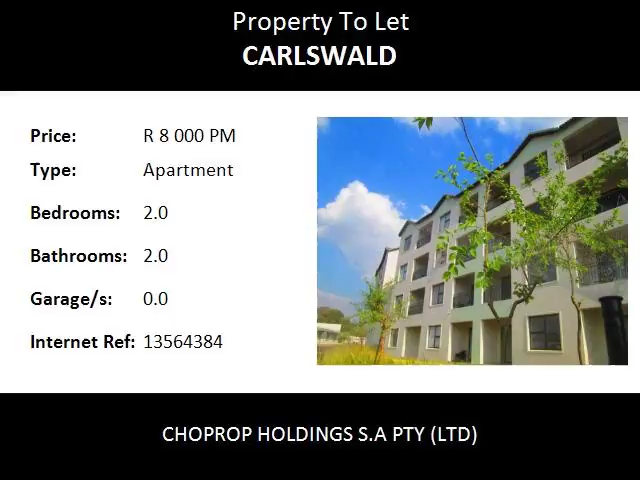 Property To Let
CARLSWALD
Price: R 8 000 PM
Type: Apartment
Bedrooms: 2.0
Bathrooms: 2.0
Garage/s: 0.0
Internet Ref: 13564384
CHOPROP HOLDINGS S.A PTY (LTD)